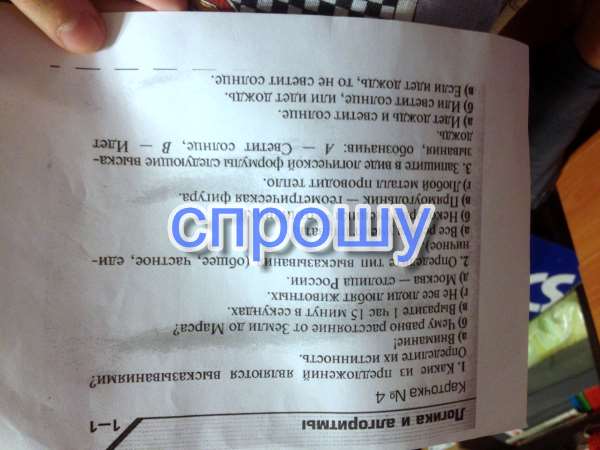 Логика и алгоритмы
1–1
Карточка № 4
1. Какие из предложений являются высказываниями?
Определите их истинность.
а) Внимание!
б) Чему равно расстояние от Земли до Марса?
в) Выразите 1 час 15 минут в секундах.
г) Не все люди любят животных.
д) Москва — столица России.
2. Определ тип высказывани (общее, частное, еди-
ничное)
а) Все
б)
в) Прямоугольник — геометрическая фигура.
г) Любой металл проводит тепло.
3. Запишите в виде логической формулы следующие выска-
зывания, обозначив: А — Светит солнце, В — Идет
дождь.
а) Идет дождь и светит солнце.
б) Или светит солнце, или идет дождь.
в) Если идет дождь, то не светит солнце.
спрошу